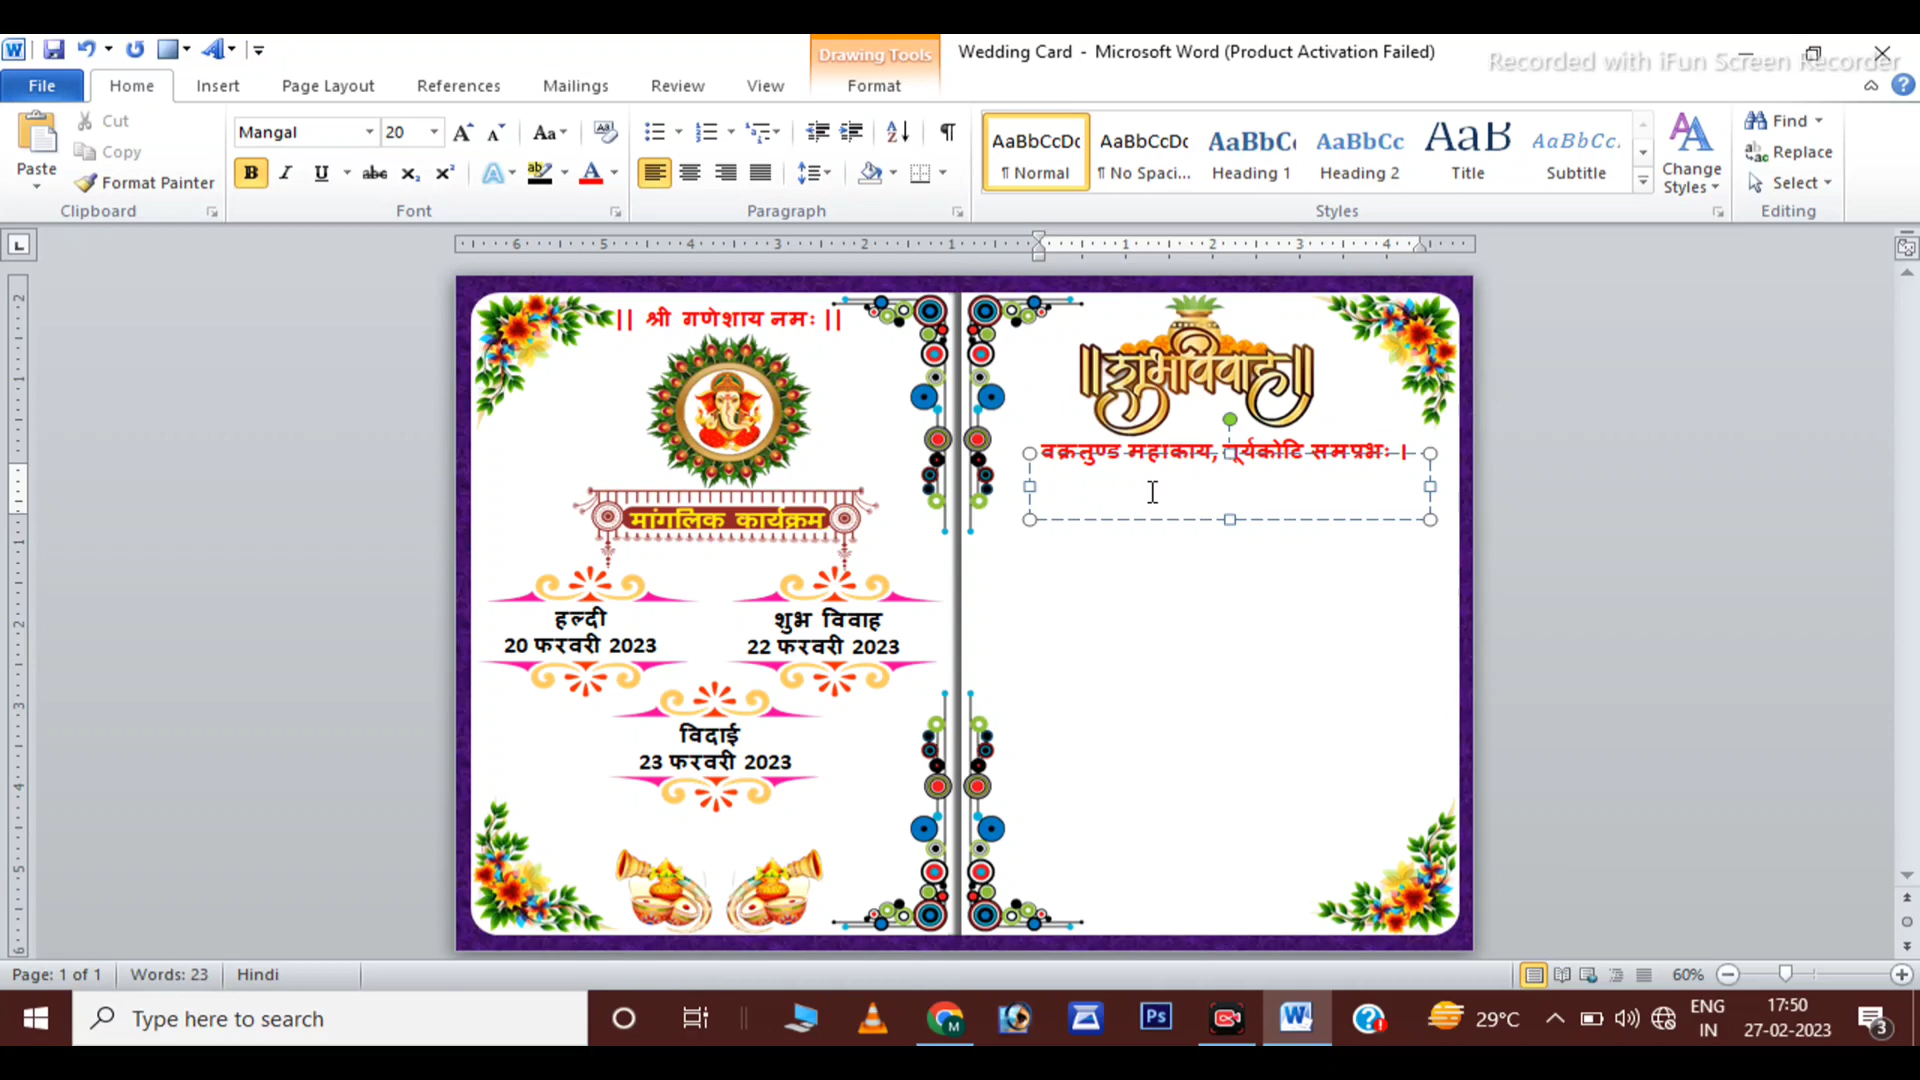 Drawing Tools
Wedding Card - Microsoft Word (Product Activation Failed)
Recorded with iFun Screen Recorder
File Home Insert Page Layout References Mailings Review View Format
Paste
Cut
Copy
Format Painter
Clipboard
Mangal 20
Font
Paragraph
AaBbCcDc AaBbCcDc AaBbC AaBbCc AaB AaBbCc.
¶ Normal ¶ No Spaci... Heading 1 Heading 2 Title Subtitle
Change
Styles
Styles
Find
Replace
Select
Editing
|| श्री गणेशाय नमः ||
मांगलिक कार्यक्रम
हल्दी
20 फरवरी 2023
शुभ विवाह
22 फरवरी 2023
विदाई
23 फरवरी 2023
॥शुभविवाह॥
वक्रतुण्ड महाकाय, सूर्यकोटि समप्रभः ।
Page: 1 of 1 Words: 23 Hindi 60%
Type here to search
Ps
29°C
ENG
IN
17:50
27-02-2023
3